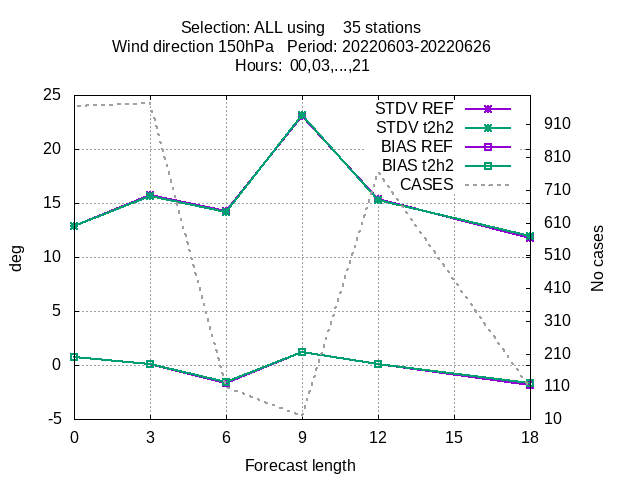 Selection: ALL using    35 stations
Wind direction 150hPa   Period: 20220603-20220626
Hours:  00,03,...,21
25
20
15
10
5
0
-5
deg
STDV REF
STDV t2h2
BIAS REF
BIAS t2h2
CASES
910
810
710
610
510
410
310
210
110
10
No cases
0 3 6 9 12 15 18
Forecast length